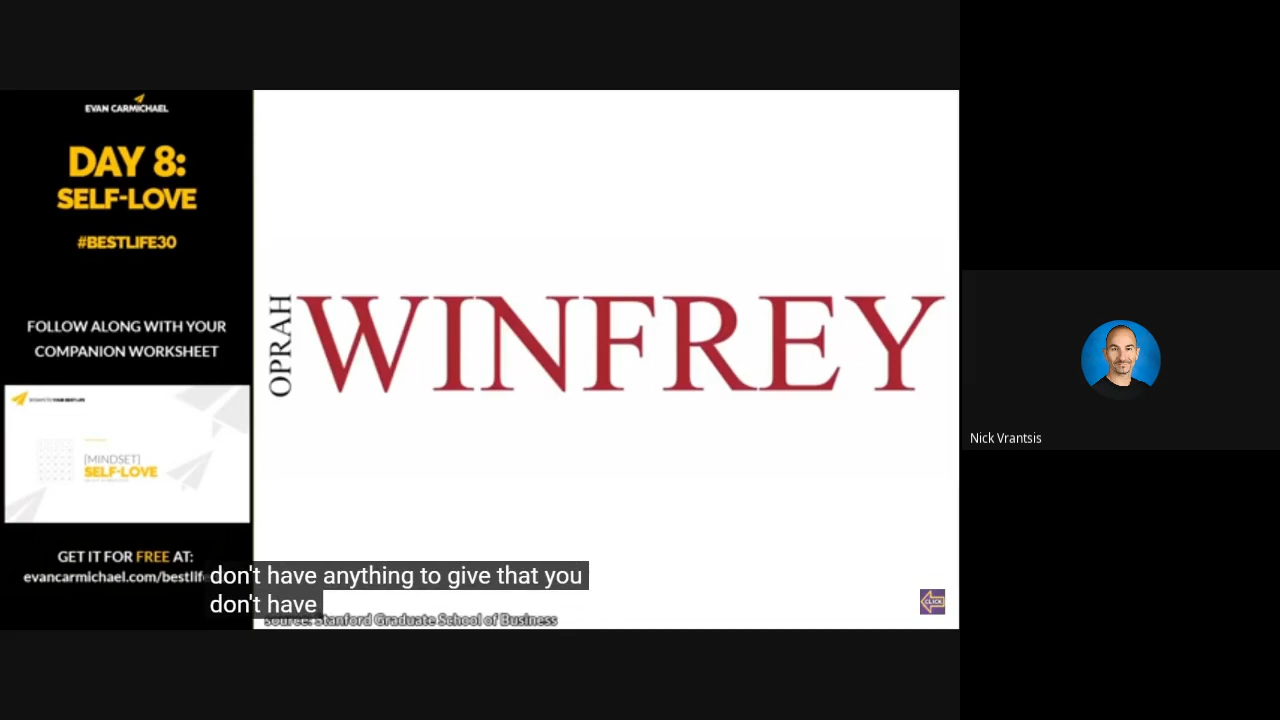 EVAN CARMICHAEL
DAY 8:
SELF-LOVE
#BESTLIFE30
FOLLOW ALONG WITH YOUR
COMPANION WORKSHEET
[MINDSET]
SELF-LOVE
GET IT FOR FREE AT:
evancarmichael.com/bestlife
OPRAH
WINFREY
don't have anything to give that you
don't have
Source: Stanford Graduate School of Business
CLICK
Nick Vrantsis